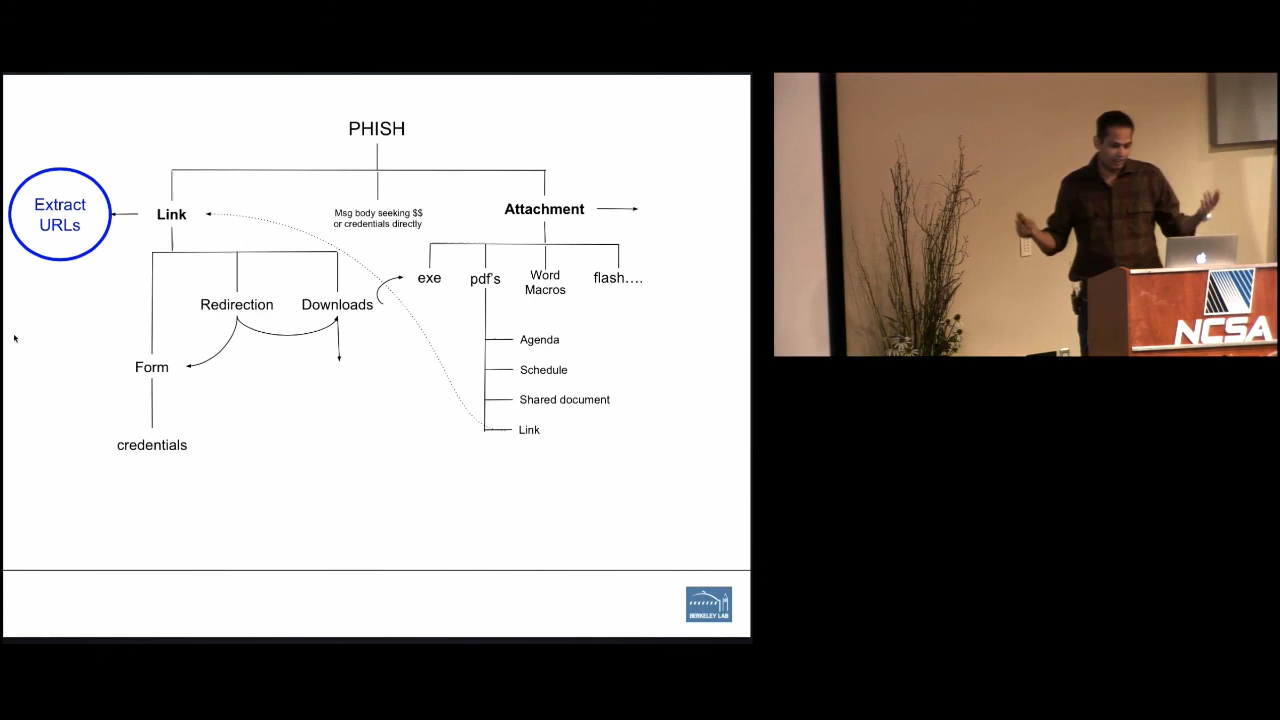 PHISH
Extract
URLs
Link
Msg body seeking $$
or credentials directly
Attachment
Redirection
Downloads
exe
pdf's
Word
Macros
flash....
Form
credentials
Agenda
Schedule
Shared document
Link
BERKELEY LAB
NCSA